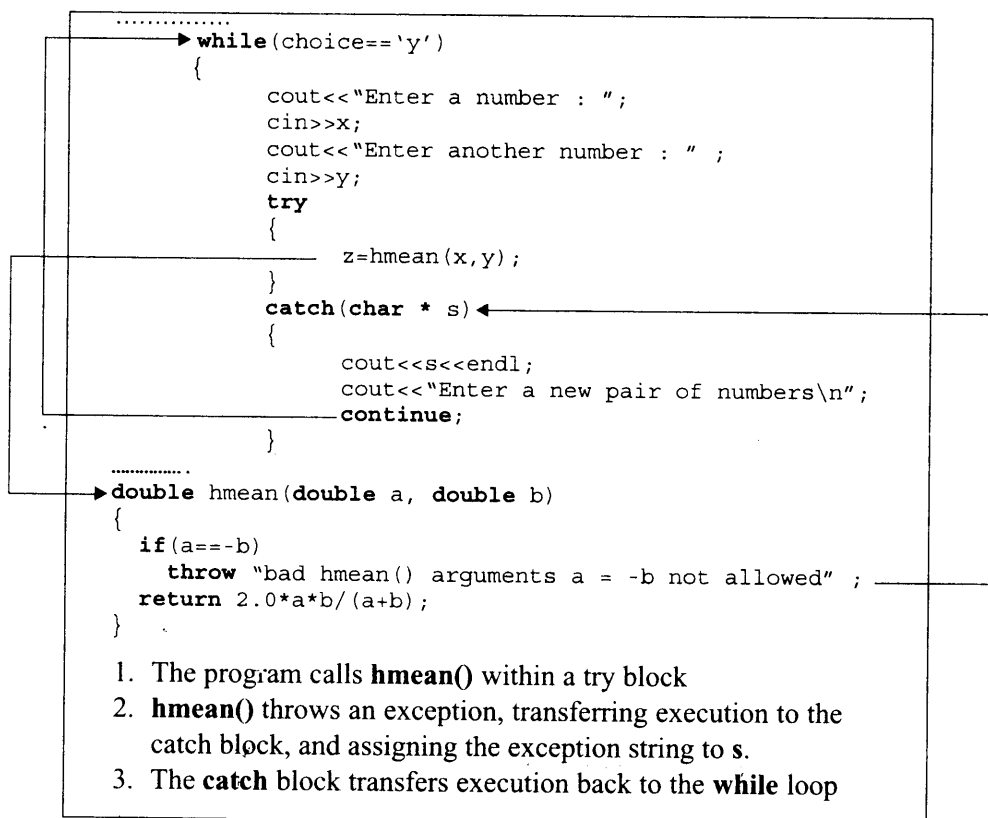 ................
while(choice==‘y’)
{
cout<<“Enter a number : ”;
cin>>x;
cout<<“Enter another number : ” ;
cin>>y;
try
{
z=hmean(x,y);
}
catch(char * s)
{
cout<<s<<endl;
cout<<“Enter a new pair of numbers\n”;
continue;
}
................
double hmean(double a, double b)
{
if(a==-b)
throw “bad hmean() arguments a = -b not allowed” ;
return 2.0*a*b/(a+b);
}
1. The program calls hmean() within a try block
2. hmean() throws an exception, transferring execution to the
catch block, and assigning the exception string to s.
3. The catch block transfers execution back to the while loop